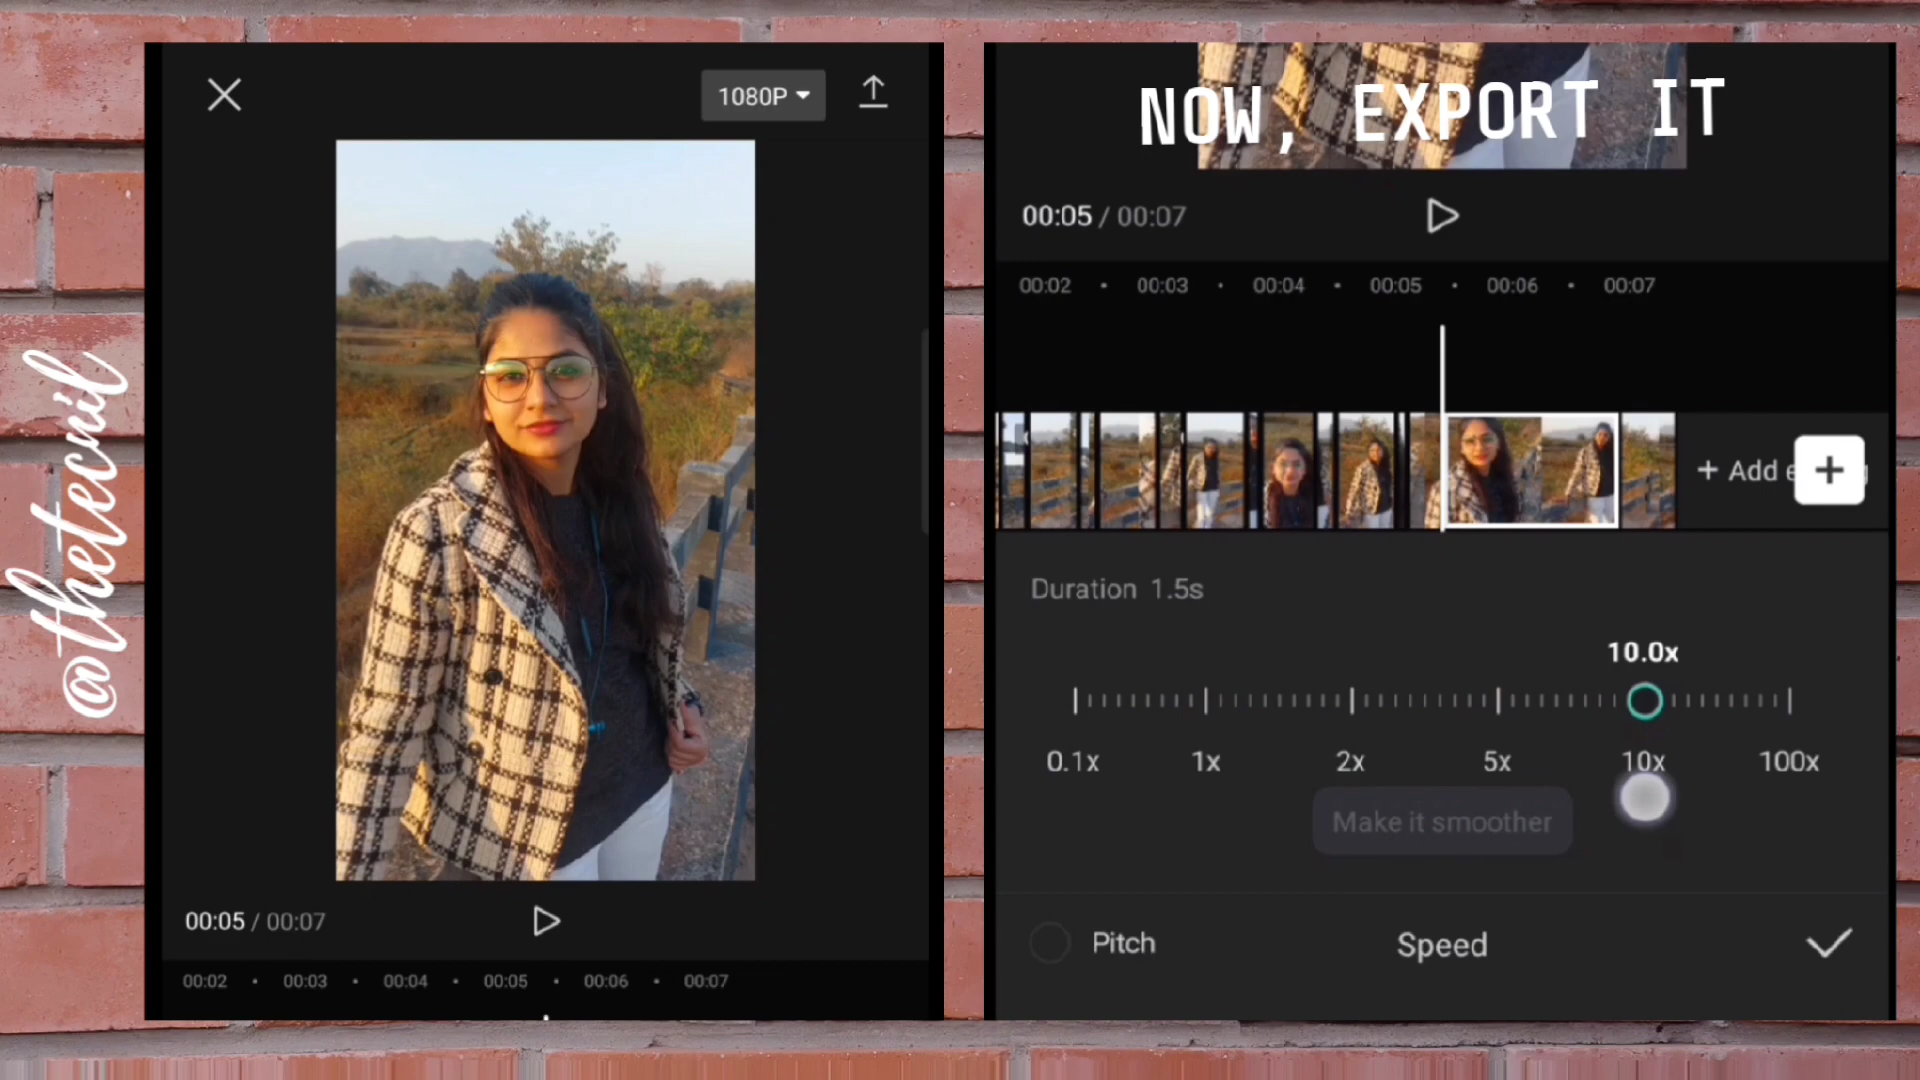 @thetecnil
1080P
00:05 / 00:07
00:02 00:03 00:04 00:05 00:06 00:07
NOW, EXPORT IT
00:05 / 00:07
00:02 00:03 00:04 00:05 00:06 00:07
+ Add
Duration 1.5s
10.0x
0.1x 1x 2x 5x 10x 100x
Make it smoother
Pitch
Speed